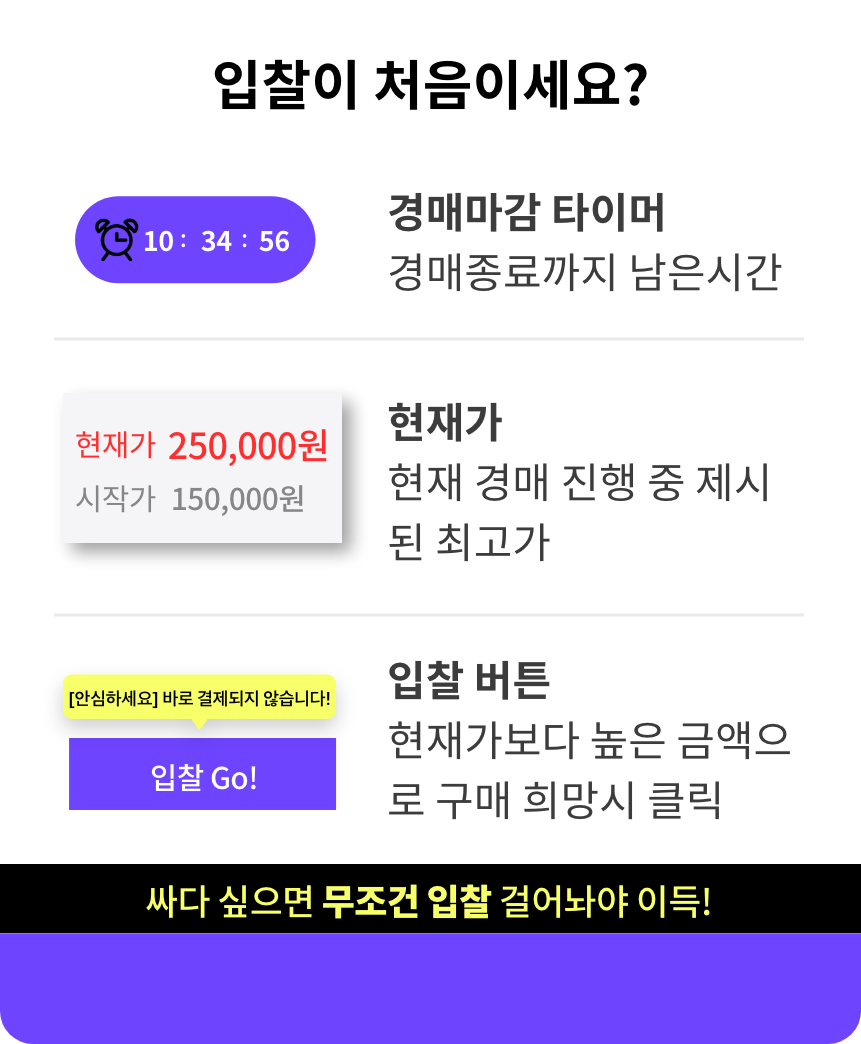 입찰이 처음이세요?
10 : 34 : 56
경매마감 타이머
경매종료까지 남은시간
현재가 250,000원
시작가 150,000원
현재가
현재 경매 진행 중 제시
된 최고가
[안심하세요] 바로 결제되지 않습니다!
입찰 Go!
입찰 버튼
현재가보다 높은 금액으
로 구매 희망시 클릭
싸다 싶으면 무조건 입찰 걸어놔야 이득!